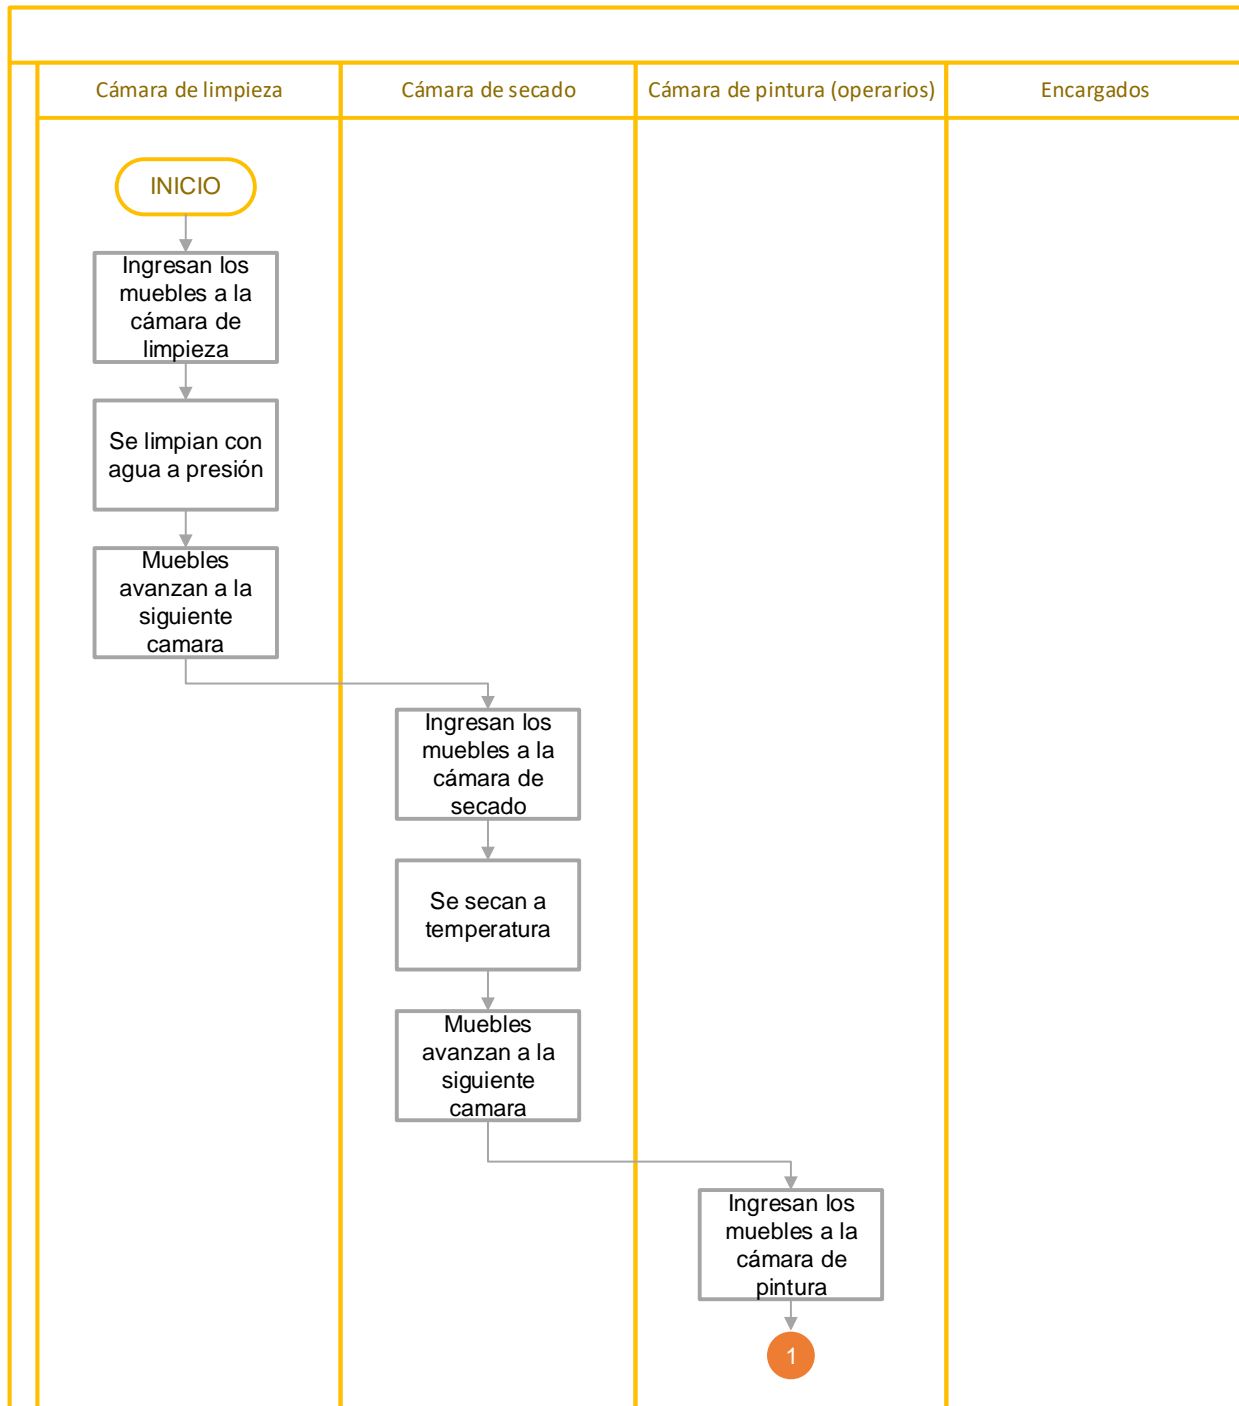 Cámara de limpieza
Cámara de secado
Cámara de pintura (operarios)
Encargados
INICIO
Ingresan los
muebles a la
cámara de
limpieza
Se limpian con
agua a presión
Muebles
avanzan a la
siguiente
camara
Ingresan los
muebles a la
cámara de
secado
Se secan a
temperatura
Muebles
avanzan a la
siguiente
camara
Ingresan los
muebles a la
cámara de
pintura
1